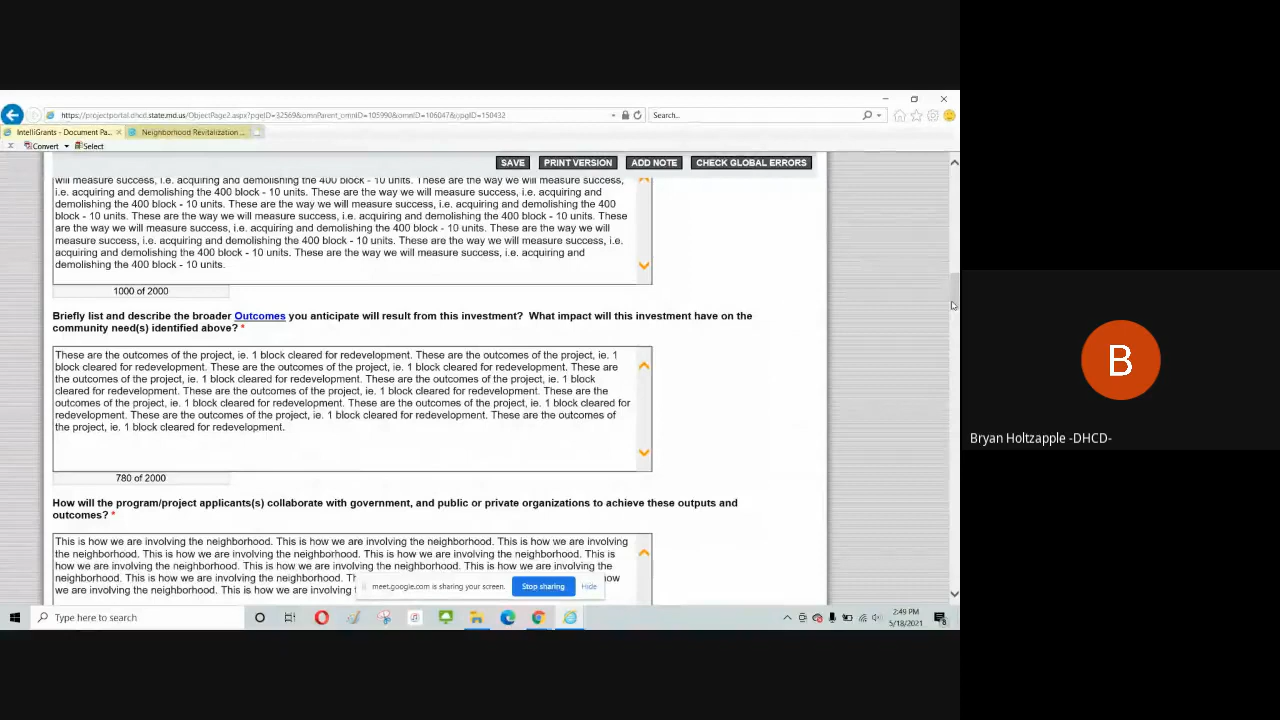 https://projectportal.dhcd.state.md.us/ObjectPage2.aspx?pgeID=32569&omnParent_omnID=105990&omnID=106047&opgID=150432
Search...
IntelliGrants - Document Pa...
Neighborhood Revitalization ...
Convert
Select
SAVE
PRINT VERSION
ADD NOTE
CHECK GLOBAL ERRORS
will measure success, i.e. acquiring and demolishing the 400 block - 10 units. These are the way we will measure success,
i.e. acquiring and demolishing the 400 block - 10 units. These are the way we will measure success, i.e. acquiring and
demolishing the 400 block - 10 units. These are the way we will measure success, i.e. acquiring and demolishing the 400
block - 10 units. These are the way we will measure success, i.e. acquiring and demolishing the 400 block - 10 units. These
are the way we will measure success, i.e. acquiring and demolishing the 400 block - 10 units. These are the way we will
measure success, i.e. acquiring and demolishing the 400 block - 10 units. These are the way we will measure success, i.e.
acquiring and demolishing the 400 block - 10 units. These are the way we will measure success, i.e. acquiring and
demolishing the 400 block - 10 units.
1000 of 2000
Briefly list and describe the broader Outcomes you anticipate will result from this investment? What impact will this investment have on the
community need(s) identified above? *
These are the outcomes of the project, ie. 1 block cleared for redevelopment. These are the outcomes of the project, ie. 1
block cleared for redevelopment. These are the outcomes of the project, ie. 1 block cleared for redevelopment. These are
the outcomes of the project, ie. 1 block cleared for redevelopment. These are the outcomes of the project, ie. 1 block
cleared for redevelopment. These are the outcomes of the project, ie. 1 block cleared for redevelopment. These are the
outcomes of the project, ie. 1 block cleared for redevelopment. These are the outcomes of the project, ie. 1 block cleared for
redevelopment. These are the outcomes of the project, ie. 1 block cleared for redevelopment. These are the outcomes of
the project, ie. 1 block cleared for redevelopment.
780 of 2000
How will the program/project applicants(s) collaborate with government, and public or private organizations to achieve these outputs and
outcomes? *
This is how we are involving the neighborhood. This is how we are involving the neighborhood. This is how we are involving
the neighborhood. This is how we are involving the neighborhood. This is how we are involving the neighborhood. This is
how we are involving the neighborhood. This is how we are involving the neighborhood. This is how we are involving the
neighborhood. This is how we are involving the neighborhood. Th
ow
we are involving the neighborhood. This is how we are involving
meet.google.com is sharing your screen.
Stop sharing
Hide
Type here to search
2:49 PM
5/18/2021
B
Bryan Holtzapple -DHCD-